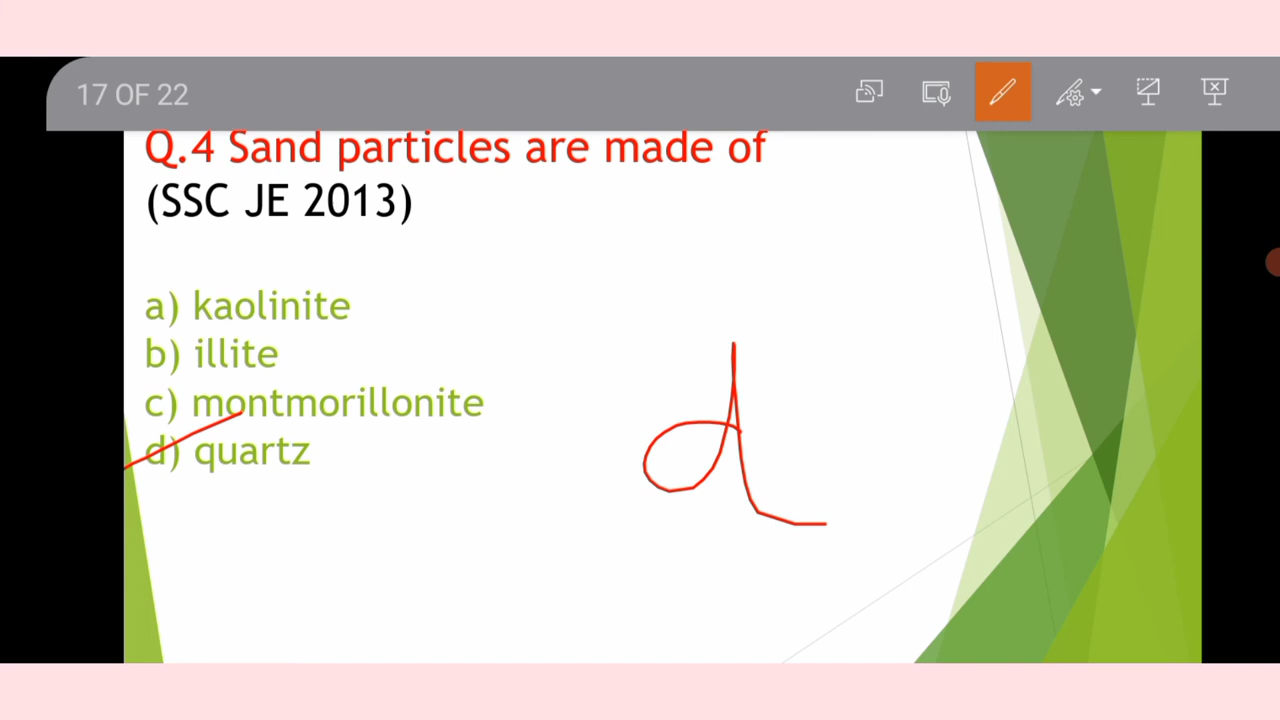 17 OF 22
Q.4 Sand particles are made of
(SSC JE 2013)
a) kaolinite
b) illite
c) montmorillonite
d) quartz
d